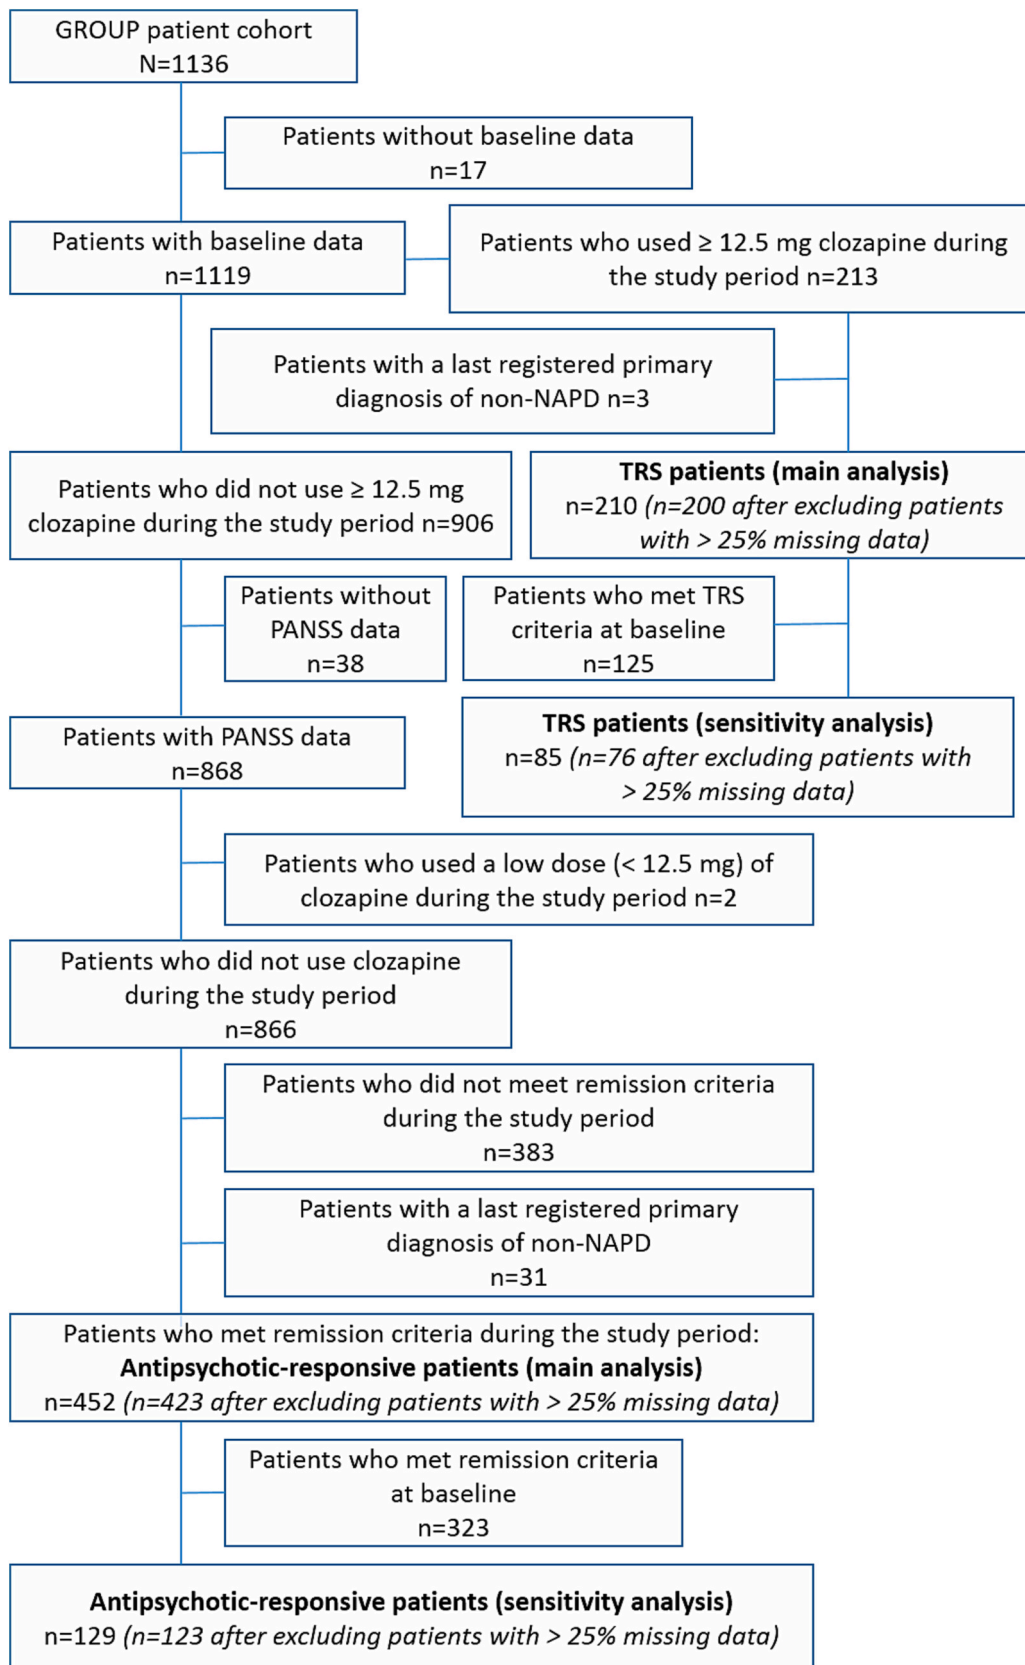 GROUP patient cohort
N=1136
Patients without baseline data
n=17
Patients with baseline data
n=1119
Patients who used ≥ 12.5 mg clozapine during
the study period n=213
Patients with a last registered primary
diagnosis of non-NAPD n=3
Patients who did not use ≥ 12.5 mg
clozapine during the study period n=906
TRS patients (main analysis)
n=210 (n=200 after excluding patients
with > 25% missing data)
Patients without
PANSS data
n=38
Patients who met TRS
criteria at baseline
n=125
Patients with PANSS data
n=868
TRS patients (sensitivity analysis)
n=85 (n=76 after excluding patients with
> 25% missing data)
Patients who used a low dose (< 12.5 mg) of
clozapine during the study period n=2
Patients who did not use clozapine
during the study period
n=866
Patients who did not meet remission criteria
during the study period
n=383
Patients with a last registered primary
diagnosis of non-NAPD
n=31
Patients who met remission criteria during the study period:
Antipsychotic-responsive patients (main analysis)
n=452 (n=423 after excluding patients with > 25% missing data)
Patients who met remission criteria
at baseline
n=323
Antipsychotic-responsive patients (sensitivity analysis)
n=129 (n=123 after excluding patients with > 25% missing data)